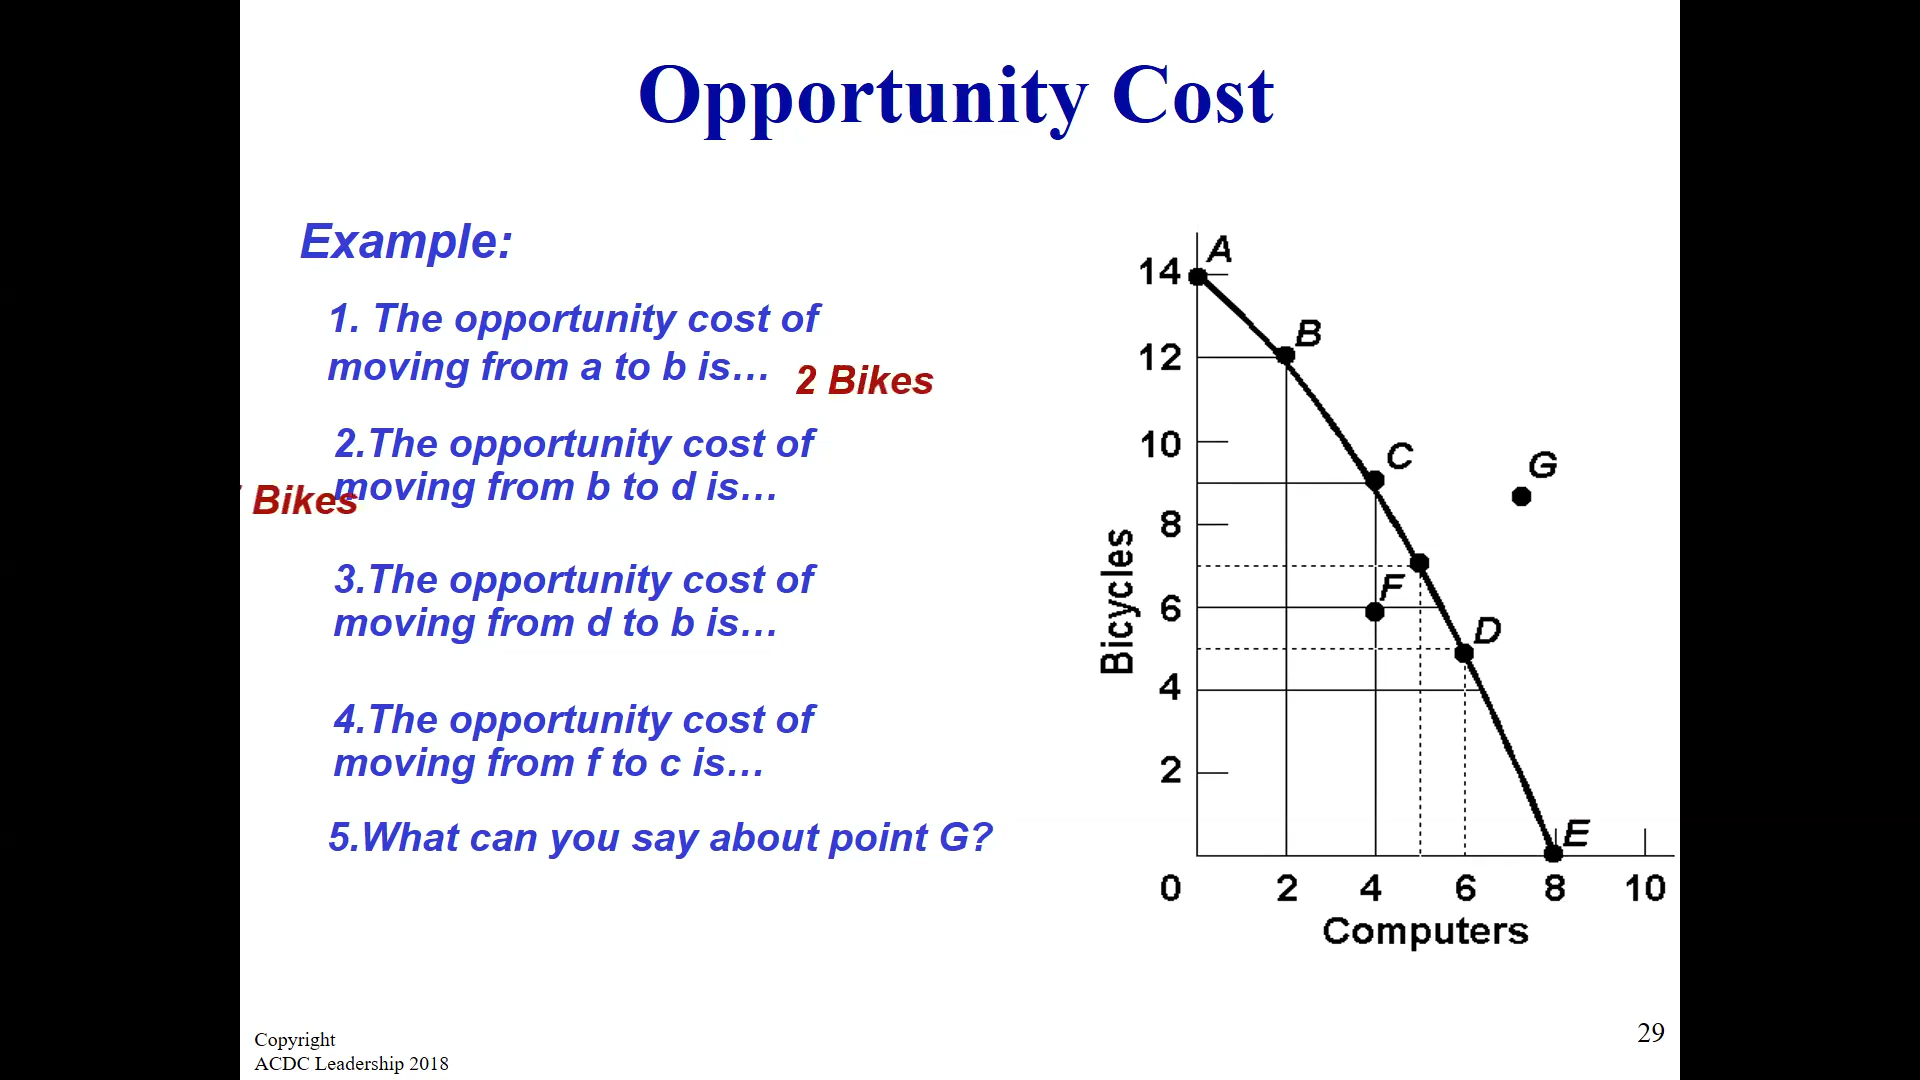 Opportunity Cost
Example:
1. The opportunity cost of
moving from a to b is…
2 Bikes
2.The opportunity cost of
moving from b to d is…
Bikes
3.The opportunity cost of
moving from d to b is…
4.The opportunity cost of
moving from f to c is…
5.What can you say about point G?
A
14
B
12
10
C
G
8
F
6
D
4
2
E
0 2 4 6 8 10
Bicycles
Computers
Copyright
ACDC Leadership 2018
29